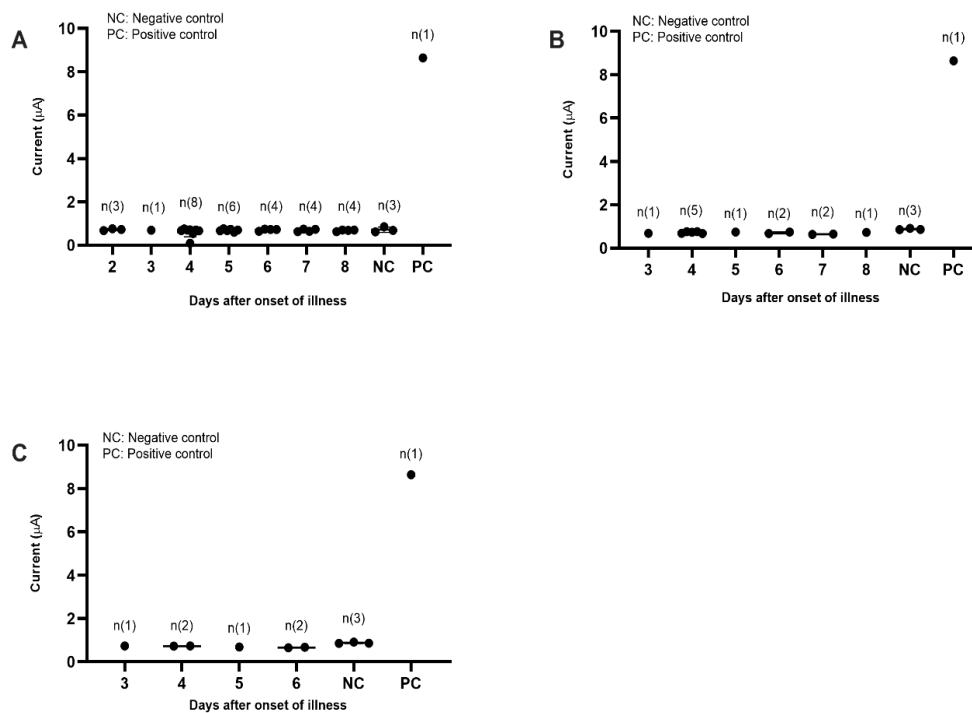 A
NC: Negative control
PC: Positive control
Current (µA)
10
8
6
4
2
0
n(3)
n(1)
n(8)
n(6)
n(4)
n(4)
n(4)
n(3)
n(1)
2 3 4 5 6 7 8 NC PC
Days after onset of illness
B
NC: Negative control
PC: Positive control
Current (µA)
10
8
6
4
2
0
n(1)
n(5)
n(1)
n(2)
n(2)
n(1)
n(3)
n(1)
3 4 5 6 7 8 NC PC
Days after onset of illness
C
NC: Negative control
PC: Positive control
Current (µA)
10
8
6
4
2
0
n(1)
n(2)
n(1)
n(2)
n(3)
n(1)
3 4 5 6 NC PC
Days after onset of illness